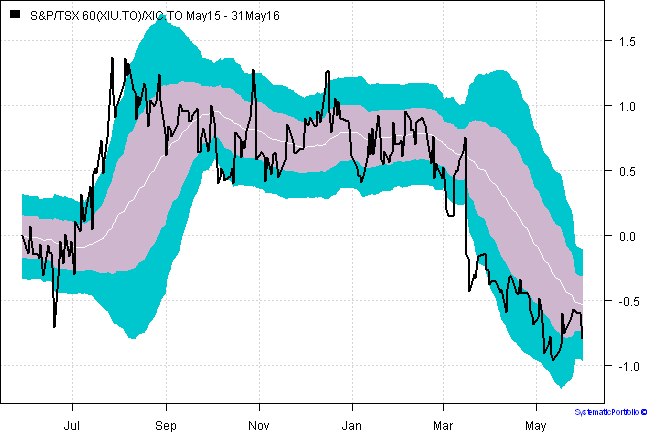 S&P/TSX 60(XIU.TO)/XIC.TO May15 - 31May16
1.5
1.0
0.5
0.0
-0.5
-1.0
Jul Sep Nov Jan Mar May
SystematicPortfolio ©